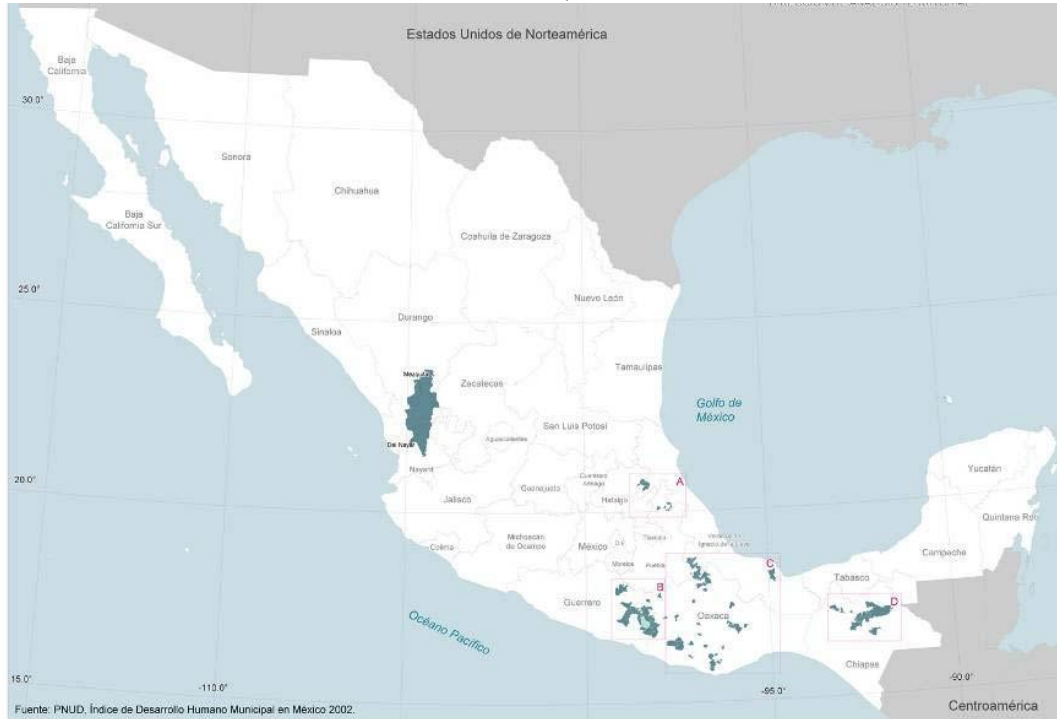 Estados Unidos de Norteamérica
Baja
California
30.0°
Sonora
Chihuahua
Baja
California Sur
Coahuila de Zaragoza
25.0°
Nuevo León
Durango
Sinaloa
Tamaulipas
Zacatecas
Golfo de
México
San Luis Potosí
Aguascalientes
Del Nayar
Nayarit
20.0°
A
Yucatán
Querétaro
Guanajuato
Jalisco
Hidalgo
Quintana Roo
Michoacán
de Ocampo
México
D.F.
Tlaxcala
Colima
Campeche
Morelos
Puebla
C
Tabasco
B
D
Guerrero
Oaxaca
Océano Pacífico
Chiapas
15.0°
-110.0°
-95.0°
-90.0°
Fuente: PNUD, Índice de Desarrollo Humano Municipal en México 2002.
Centroamérica